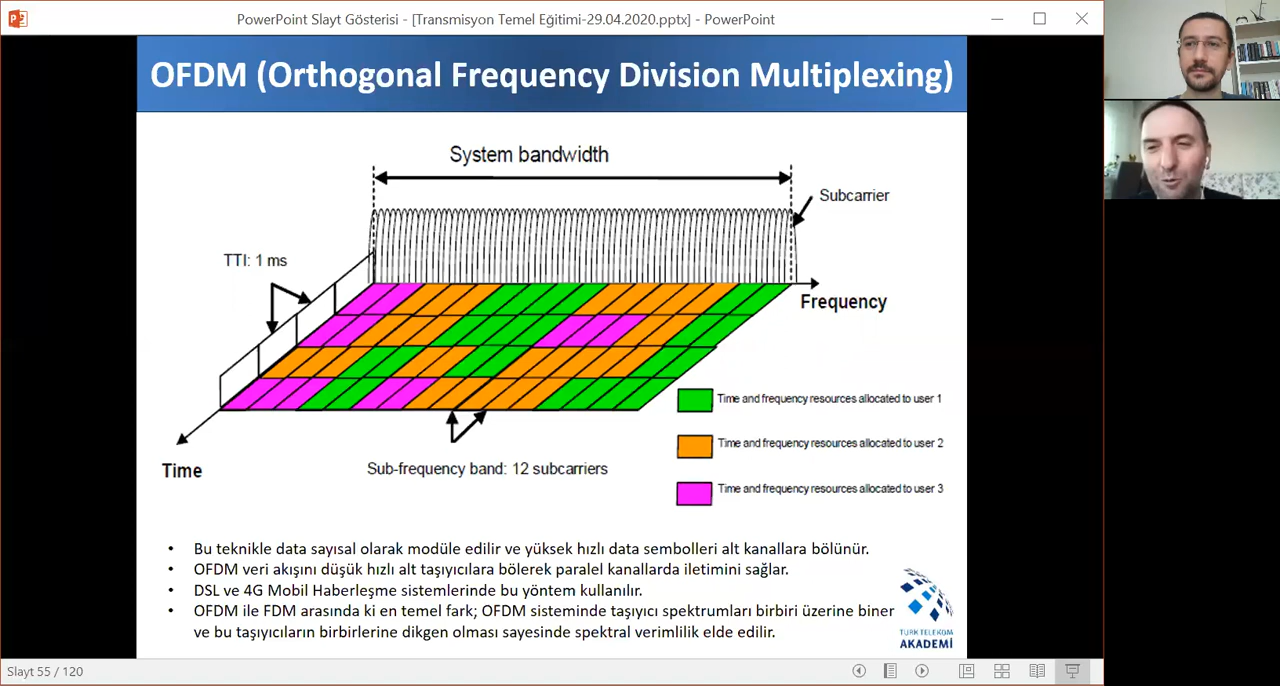 PowerPoint Slayt Gösterisi - [Transmisyon Temel Eğitimi-29.04.2020.pptx] - PowerPoint
OFDM (Orthogonal Frequency Division Multiplexing)
System bandwidth
Subcarrier
TTI: 1 ms
Frequency
Time and frequency resources allocated to user 1
Time and frequency resources allocated to user 2
Time
Sub-frequency band: 12 subcarriers
Time and frequency resources allocated to user 3
• Bu teknikle data sayısal olarak modüle edilir ve yüksek hızlı data sembolleri alt kanallara bölünür.
• OFDM veri akışını düşük hızlı alt taşıyıcılara bölerek paralel kanallarda iletimini sağlar.
• DSL ve 4G Mobil Haberleşme sistemlerinde bu yöntem kullanılır.
• OFDM ile FDM arasında ki en temel fark; OFDM sisteminde taşıyıcı spektrumları birbiri üzerine biner
ve bu taşıyıcıların birbirlerine dikgen olması sayesinde spektral verimlilik elde edilir.
TÜRK TELEKOM
AKADEMİ
Slayt 55 / 120